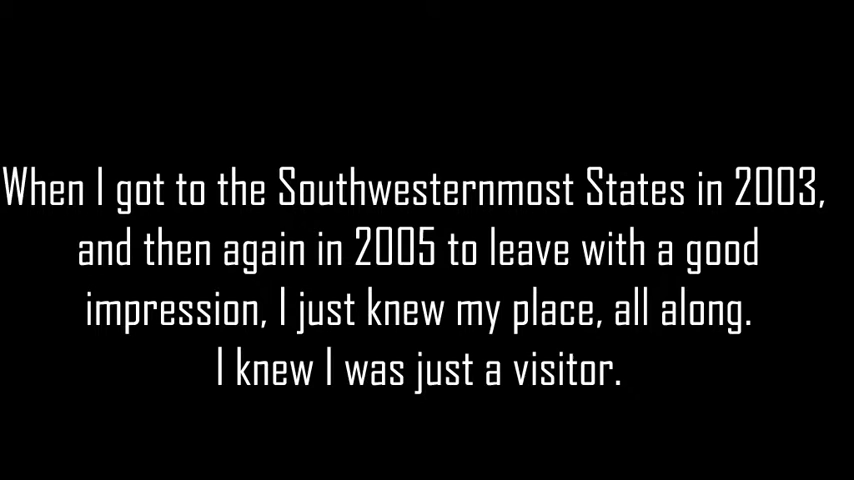 When I got to the Southwesternmost States in 2003,
and then again in 2005 to leave with a good
impression, I just knew my place, all along.
I knew I was just a visitor.